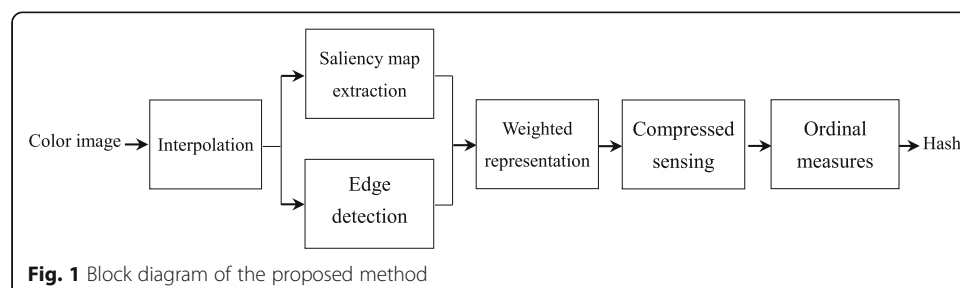 Saliency map
extraction
Color image
Interpolation
Edge
detection
Weighted
representation
Compressed
sensing
Ordinal
measures
Hash
Fig. 1 Block diagram of the proposed method